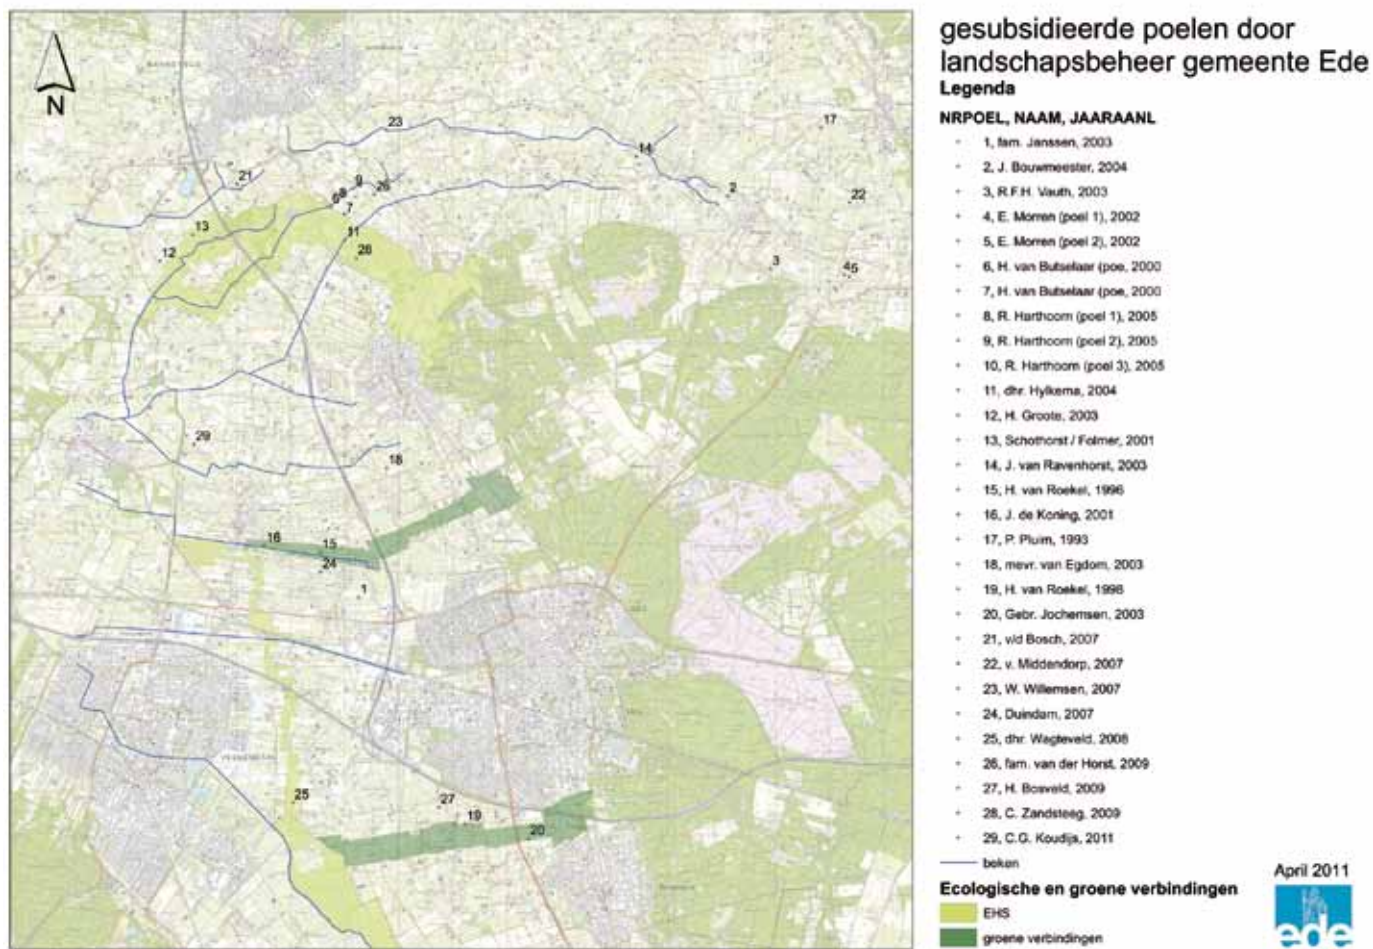 gesubsidieerde poelen door
landschapsbeheer gemeente Ede
Legenda
NRPOEL, NAAM, JAARAANL
1, fam. Janssen, 2003
2, J. Bouwmeester, 2004
3, R.F.H. Vauth, 2003
4, E. Morren (poel 1), 2002
5, E. Morren (poel 2), 2002
6, H. van Butselaar (poe, 2000
7, H. van Butselaar (poe, 2000
8, R. Harthoorn (poel 1), 2005
9, R. Harthoorn (poel 2), 2005
10, R. Harthoorn (poel 3), 2005
11, dhr. Hylkema, 2004
12, H. Groote, 2003
13, Schothorst / Folmer, 2001
14, J. van Ravenhorst, 2003
15, H. van Roekel, 1996
16, J. de Koning, 2001
17, P. Pluim, 1993
18, mevr. van Egdom, 2003
19, H. van Roekel, 1998
20, Gebr. Jochemsen, 2003
21, v/d Bosch, 2007
22, v. Middendorp, 2007
23, W. Willemsen, 2007
24, Duindam, 2007
25, dhr. Wagteveld, 2008
26, fam. van der Horst, 2009
27, H. Bosveld, 2009
28, C. Zandsteeg, 2009
29, C.G. Koudijs, 2011
beken
Ecologische en groene verbindingen
EHS
groene verbindingen
April 2011
ede
N
23
17
14
21
9
8
26
6
7
2
22
13
11
12
28
3
4
5
29
18
16
15
24
1
25
27
19
20